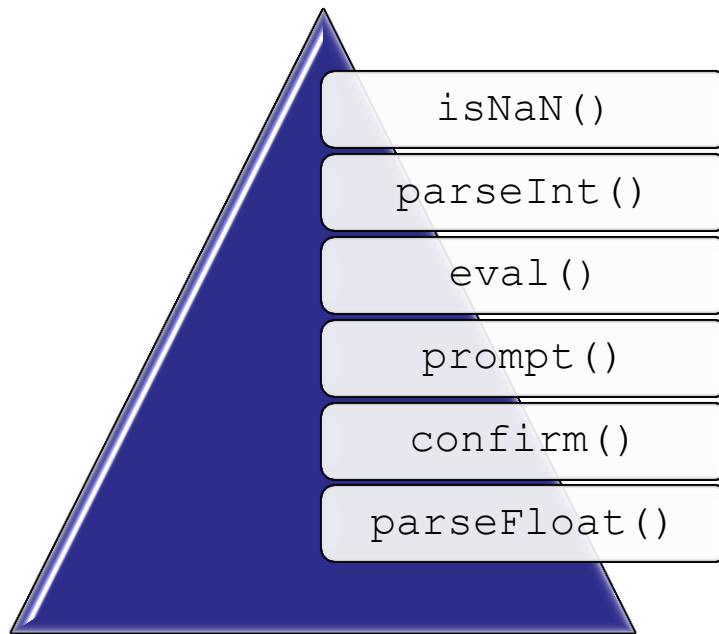 isNaN()
parseInt()
eval()
prompt()
confirm()
parseFloat()